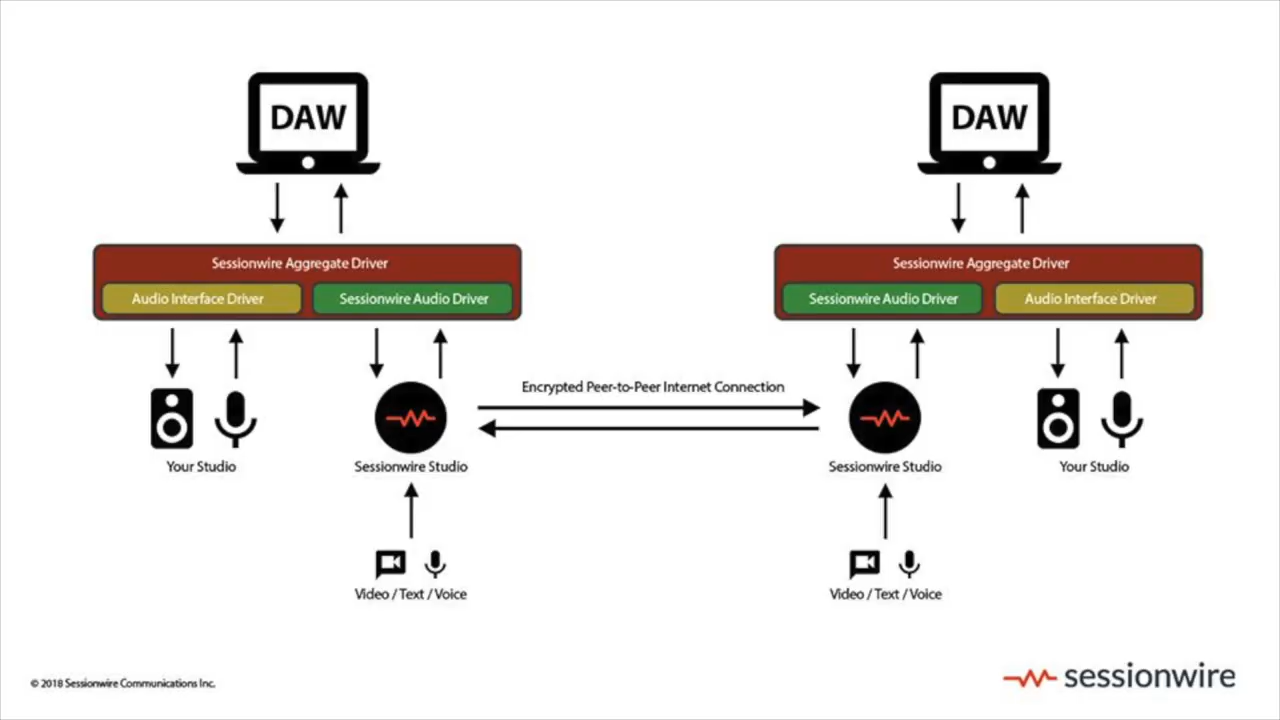 DAW
DAW
Sessionwire Aggregate Driver
Sessionwire Aggregate Driver
Audio Interface Driver
Sessionwire Audio Driver
Sessionwire Audio Driver
Audio Interface Driver
Encrypted Peer-to-Peer Internet Connection
Your Studio
Sessionwire Studio
Sessionwire Studio
Your Studio
Video / Text / Voice
Video / Text / Voice
© 2018 Sessionwire Communications Inc.
sessionwire